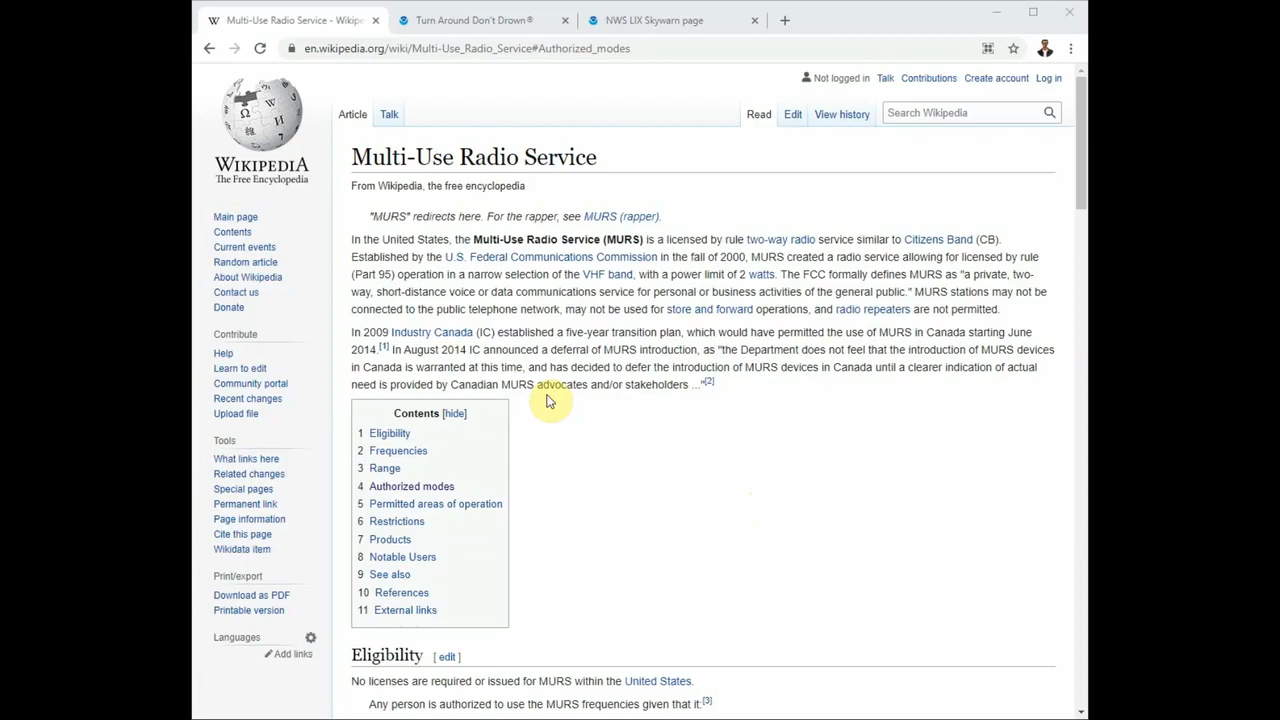 Multi-Use Radio Service - Wikipe
Turn Around Don't Drown®
NWS LIX Skywarn page
en.wikipedia.org/wiki/Multi-Use_Radio_Service#Authorized_modes
Not logged in Talk Contributions Create account Log in
Article Talk Read Edit View history Search Wikipedia
WIKIPEDIA
The Free Encyclopedia
Main page
Contents
Current events
Random article
About Wikipedia
Contact us
Donate
Contribute
Help
Learn to edit
Community portal
Recent changes
Upload file
Tools
What links here
Related changes
Special pages
Permanent link
Page information
Cite this page
Wikidata item
Print/export
Download as PDF
Printable version
Languages
Add links
Multi-Use Radio Service
From Wikipedia, the free encyclopedia
"MURS" redirects here. For the rapper, see MURS (rapper).
In the United States, the Multi-Use Radio Service (MURS) is a licensed by rule two-way radio service similar to Citizens Band (CB).
Established by the U.S. Federal Communications Commission in the fall of 2000, MURS created a radio service allowing for licensed by rule
(Part 95) operation in a narrow selection of the VHF band, with a power limit of 2 watts. The FCC formally defines MURS as "a private, two-
way, short-distance voice or data communications service for personal or business activities of the general public." MURS stations may not be
connected to the public telephone network, may not be used for store and forward operations, and radio repeaters are not permitted.
In 2009 Industry Canada (IC) established a five-year transition plan, which would have permitted the use of MURS in Canada starting June
2014.[1] In August 2014 IC announced a deferral of MURS introduction, as "the Department does not feel that the introduction of MURS devices
in Canada is warranted at this time, and has decided to defer the introduction of MURS devices in Canada until a clearer indication of actual
need is provided by Canadian MURS advocates and/or stakeholders ..."[2]
Contents [hide]
1 Eligibility
2 Frequencies
3 Range
4 Authorized modes
5 Permitted areas of operation
6 Restrictions
7 Products
8 Notable Users
9 See also
10 References
11 External links
Eligibility [ edit ]
No licenses are required or issued for MURS within the United States.
Any person is authorized to use the MURS frequencies given that it:[3]